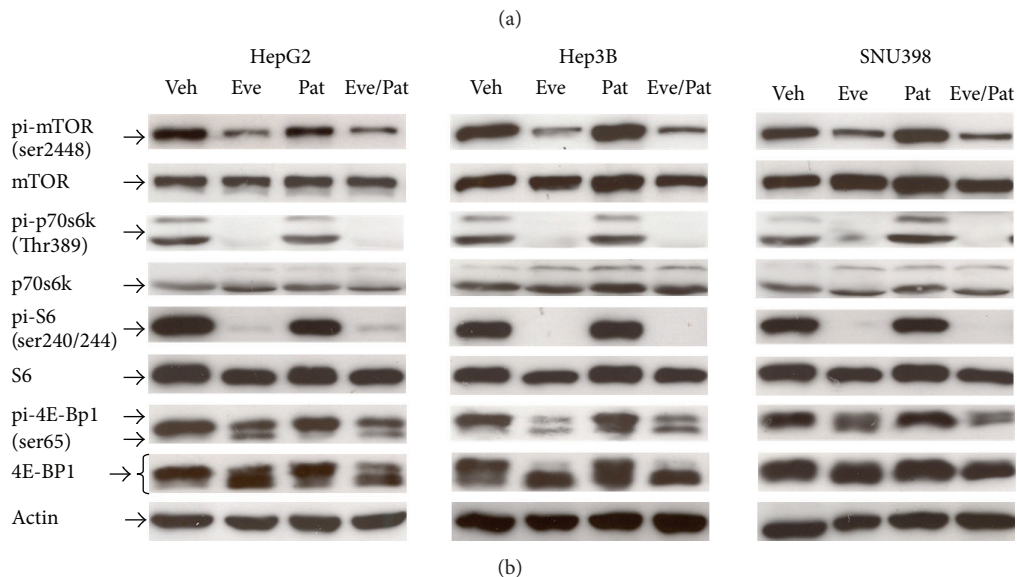 (a)
HepG2 Hep3B SNU398
Veh Eve Pat Eve/Pat Veh Eve Pat Eve/Pat Veh Eve Pat Eve/Pat
pi-mTOR
(ser2448)
mTOR
pi-p70s6k
(Thr389)
p70s6k
pi-S6
(ser240/244)
S6
pi-4E-Bp1
(ser65)
4E-BP1
Actin
(b)